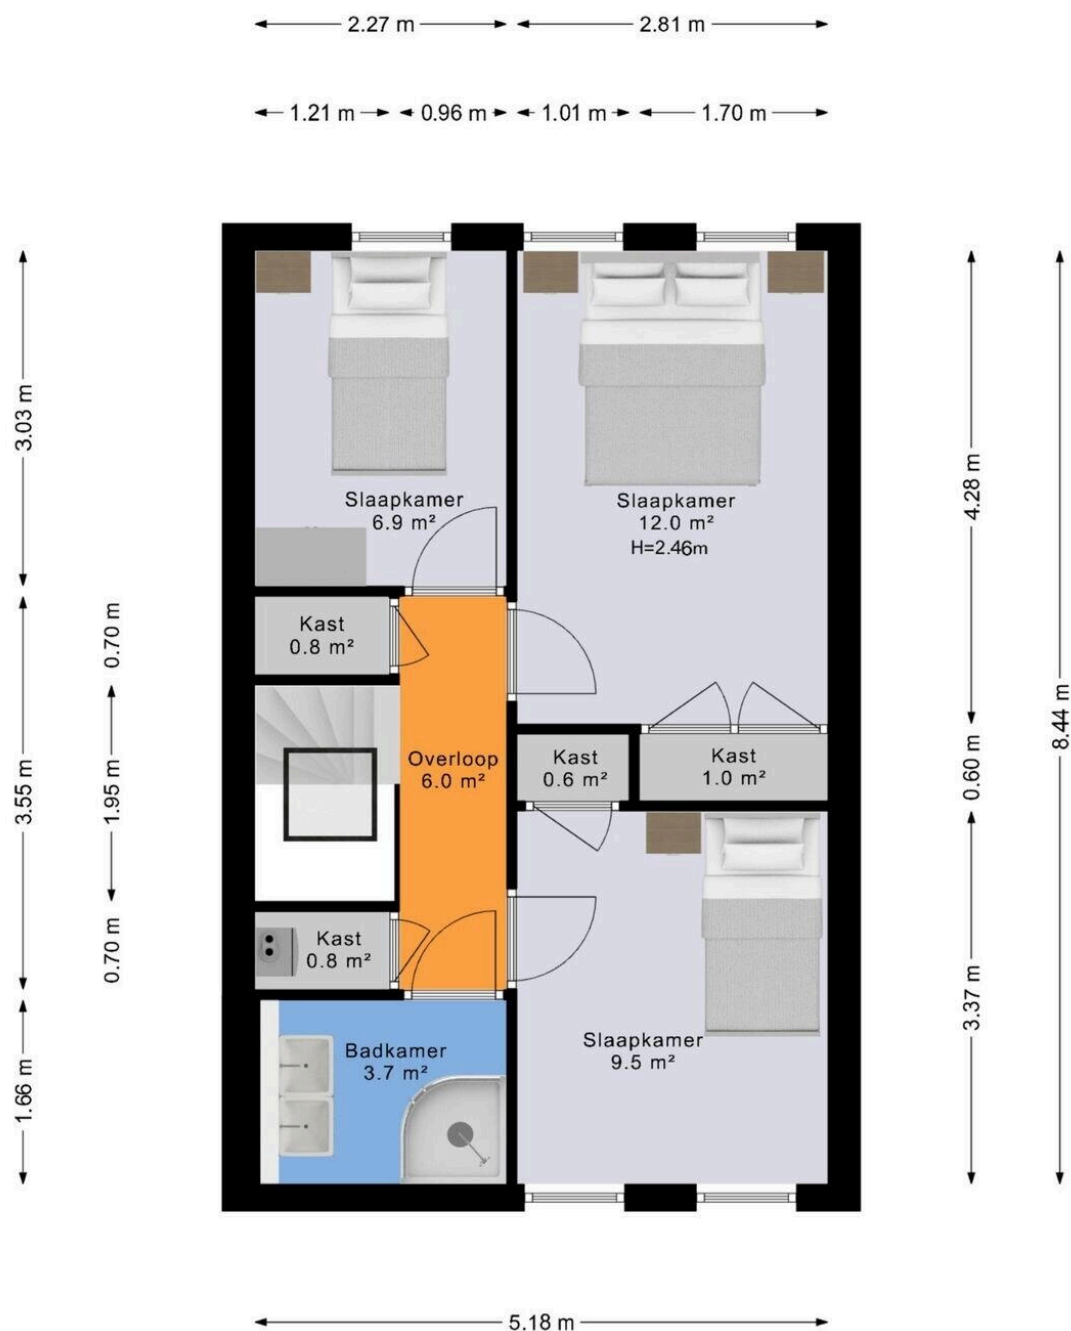 2.27 m
2.81 m
1.21 m
0.96 m
1.01 m
1.70 m
3.03 m
4.28 m
Slaapkamer
6.9 m²
Slaapkamer
12.0 m²
H=2.46m
0.70 m
Kast
0.8 m²
8.44 m
3.55 m
1.95 m
Overloop
6.0 m²
Kast
0.6 m²
Kast
1.0 m²
0.60 m
0.70 m
Kast
0.8 m²
3.37 m
1.66 m
Badkamer
3.7 m²
Slaapkamer
9.5 m²
5.18 m